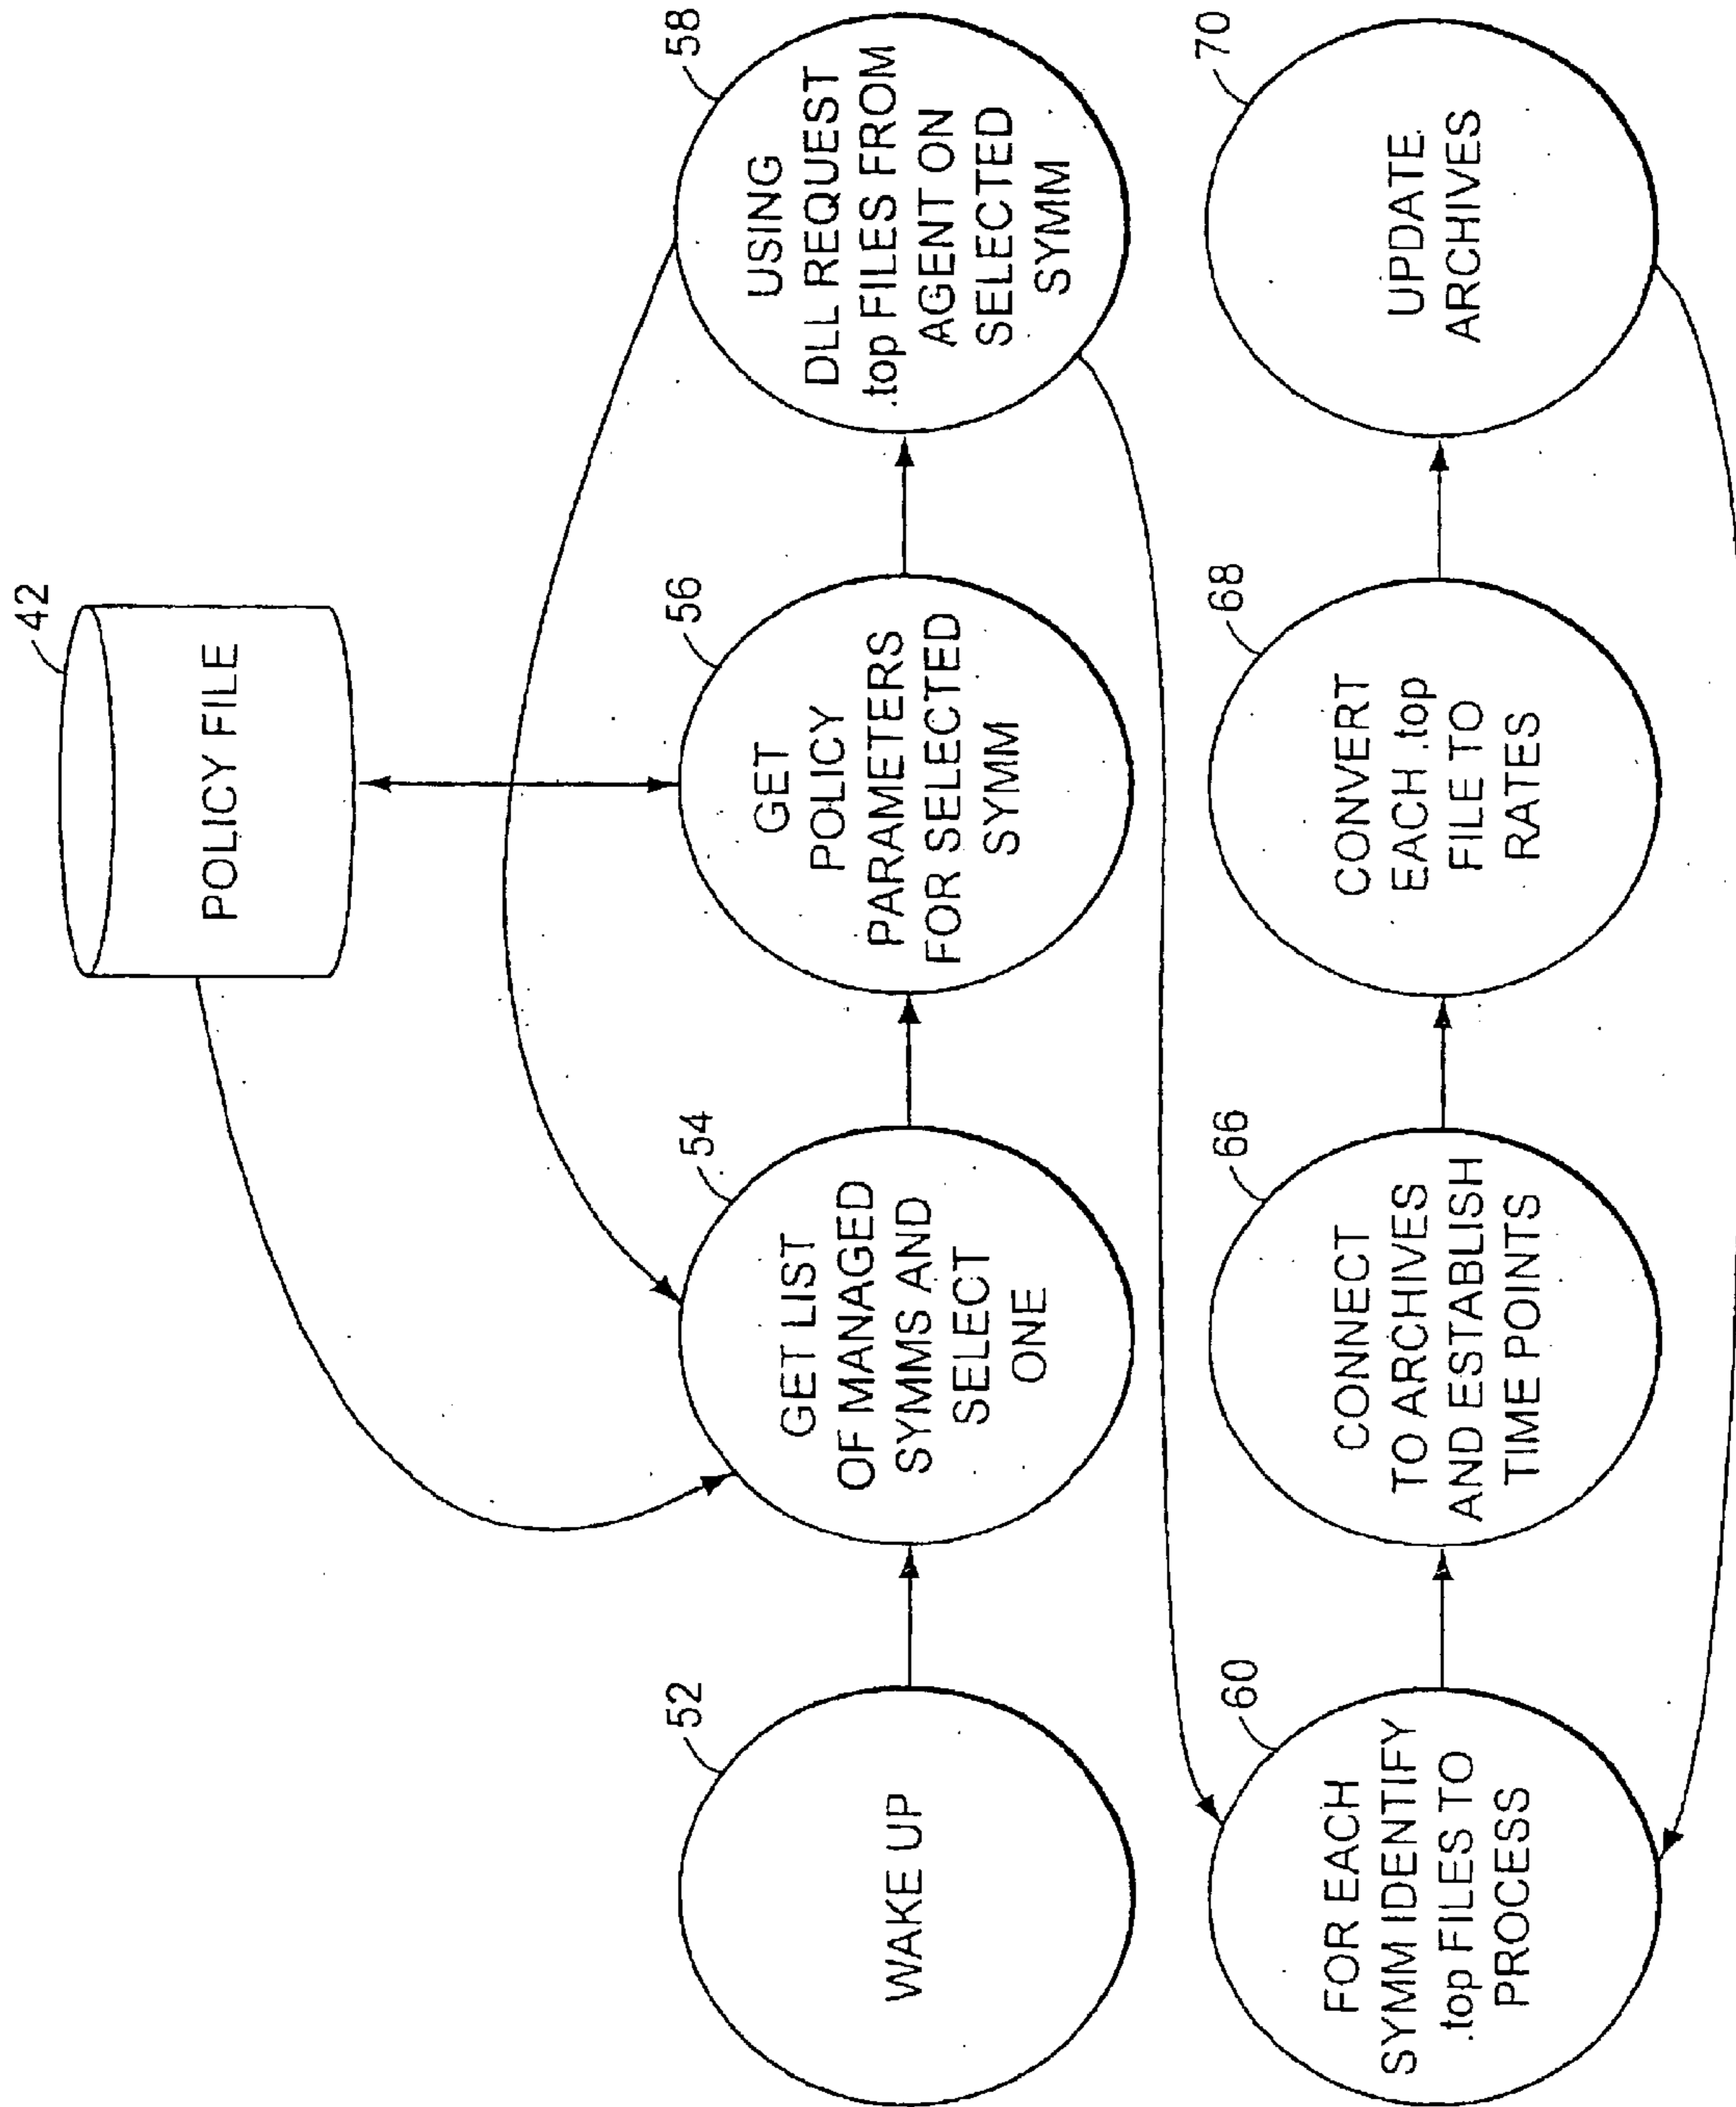 42
POLICY FILE
52
WAKE UP
54
GET LIST
OF MANAGED
SYMMS AND
SELECT
ONE
56
GET
POLICY
PARAMETERS
FOR SELECTED
SYMM
58
USING
DLL REQUEST
.top FILES FROM
AGENT ON
SELECTED
SYMM
60
FOR EACH
SYMM IDENTIFY
.top FILES TO
PROCESS
66
CONNECT
TO ARCHIVES
AND ESTABLISH
TIME POINTS
68
CONVERT
EACH .top
FILE TO
RATES
70
UPDATE
ARCHIVES